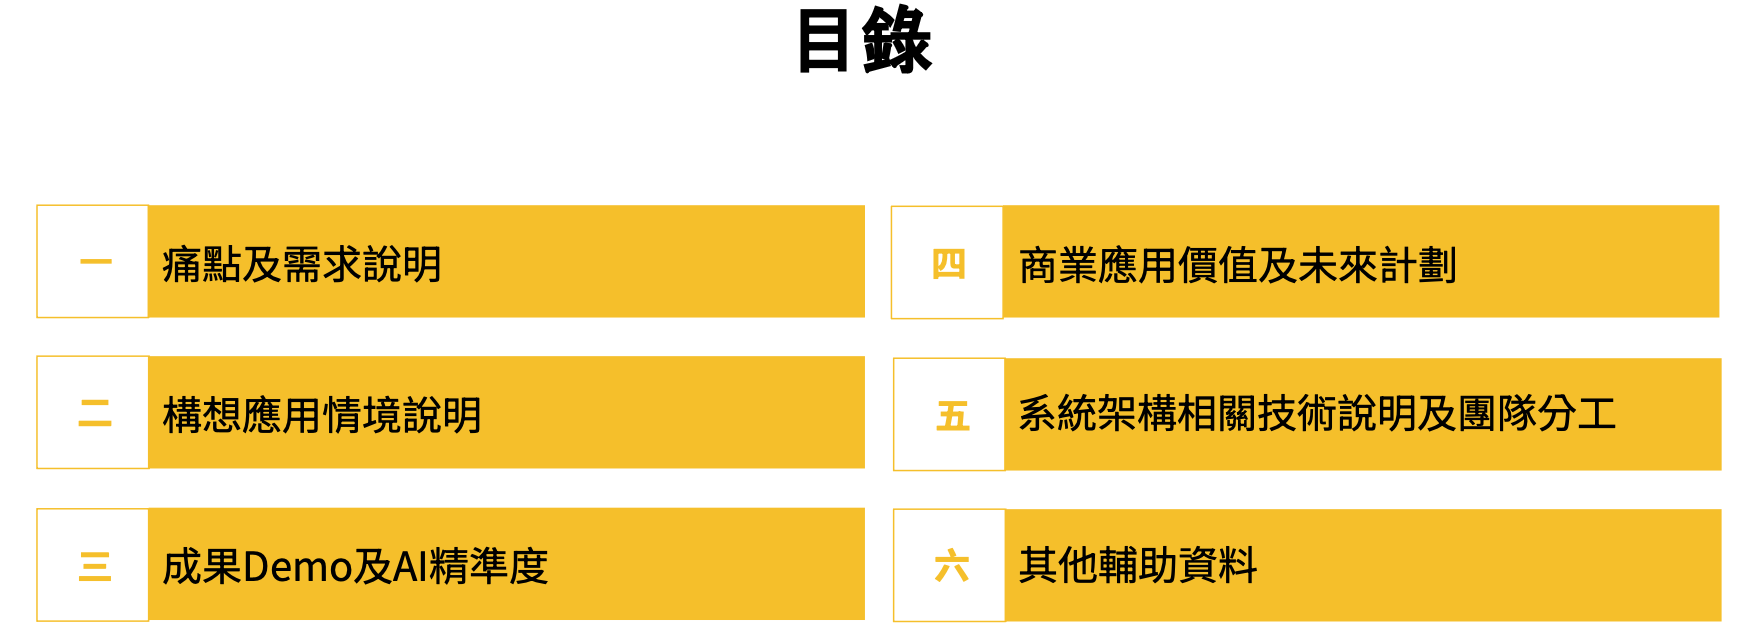 目錄
一 痛點及需求說明
二 構想應用情境說明
三 成果Demo及AI精準度
四 商業應用價值及未來計劃
五 系統架構相關技術說明及團隊分工
六 其他輔助資料